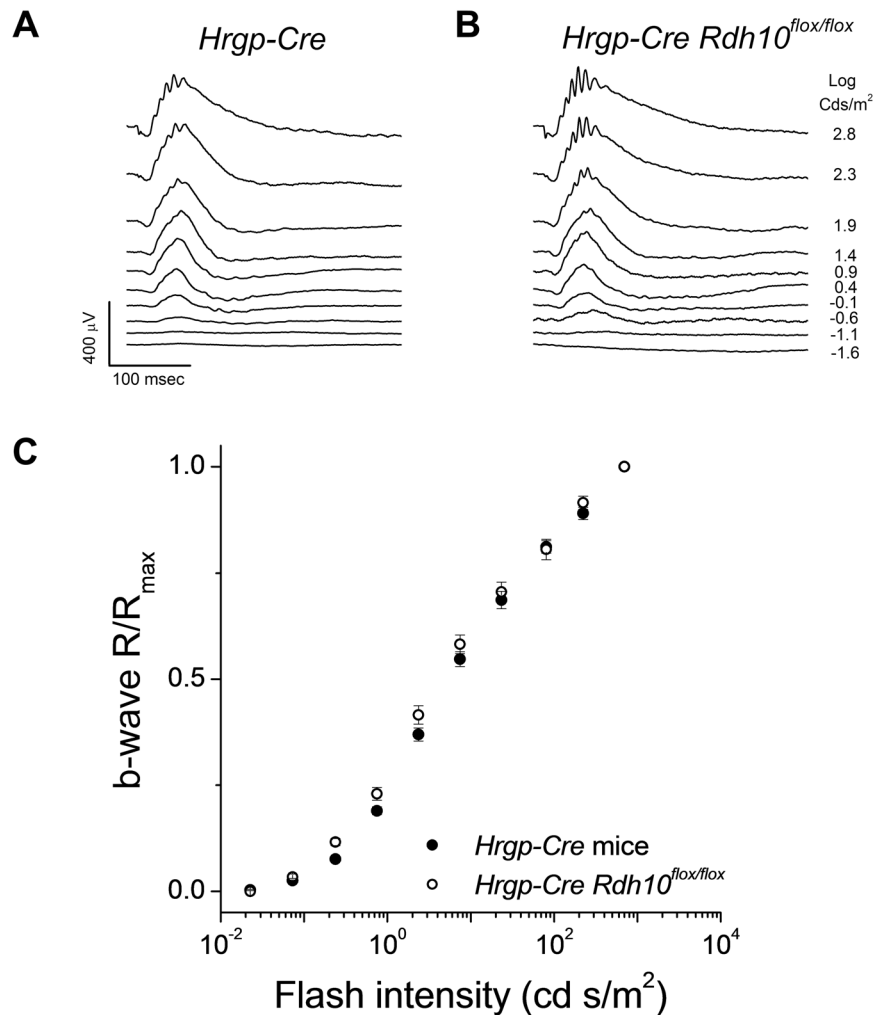 A
Hrgp-Cre
B
Hrgp-Cre Rdh10flox/flox
Log
Cds/m2
2.8
2.3
1.9
1.4
0.9
0.4
-0.1
-0.6
-1.1
-1.6
400 μV
100 msec
C
b-wave R/Rmax
1.0
0.5
0.0
Hrgp-Cre mice
Hrgp-Cre Rdh10flox/flox
10-2
100
102
104
Flash intensity (cd s/m2)